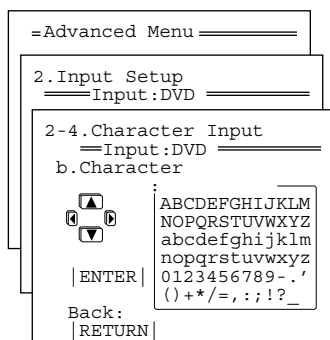 =Advanced Menu
2.Input Setup
Input:DVD
2-4.Character Input
Input:DVD
b.Character
:
ABCDEFGHIJKLM
NOPQRSTUVWXYZ
abcdefghijklm
nopqrstuvwxyz
0123456789-.’
()+*/=,:;!?_
|ENTER|
Back:
|RETURN|